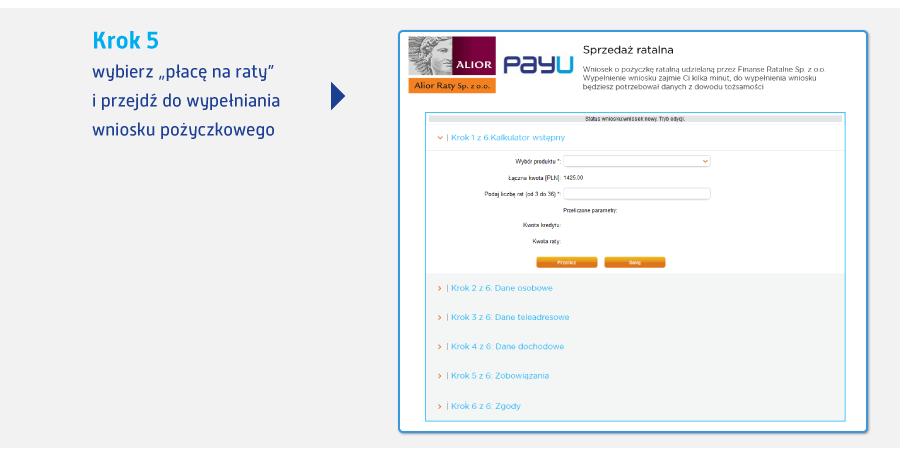 Krok 5
wybierz „płacę na raty”
i przejdź do wypełniania
wniosku pożyczkowego
ALIOR
Alior Raty Sp. z o.o.
PayU
Sprzedaż ratalna
Wniosek o pożyczkę ratalną udzielaną przez Finanse Ratalne Sp. z o.o.
Wypełnienie wniosku zajmie Ci kilka minut, do wypełnienia wniosku
będziesz potrzebował danych z dowodu tożsamości
Status wniosku:wniosek nowy. Tryb edycji.
| Krok 1 z 6:Kalkulator wstępny
Wybór produktu *:
Łączna kwota [PLN]: 1425.00
Podaj liczbę rat (od 3 do 36) *:
Przeliczone parametry:
Kwota kredytu:
Kwota raty:
Przelicz
| Krok 2 z 6: Dane osobowe
| Krok 3 z 6: Dane teleadresowe
| Krok 4 z 6: Dane dochodowe
| Krok 5 z 6: Zobowiązania
| Krok 6 z 6: Zgody